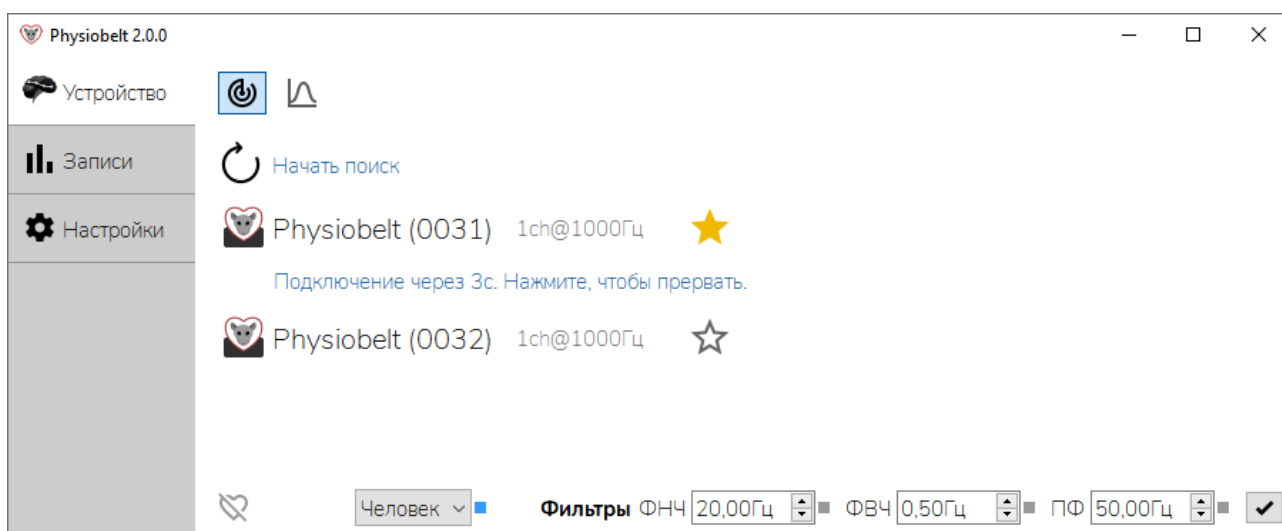 Physiobelt 2.0.0
Устройство
Записи
Настройки
Начать поиск
Physiobelt (0031) 1ch@1000Гц
Подключение через 3с. Нажмите, чтобы прервать.
Physiobelt (0032) 1ch@1000Гц
Человек Фильтры ФНЧ 20,00Гц ФВЧ 0,50Гц ПФ 50,00Гц